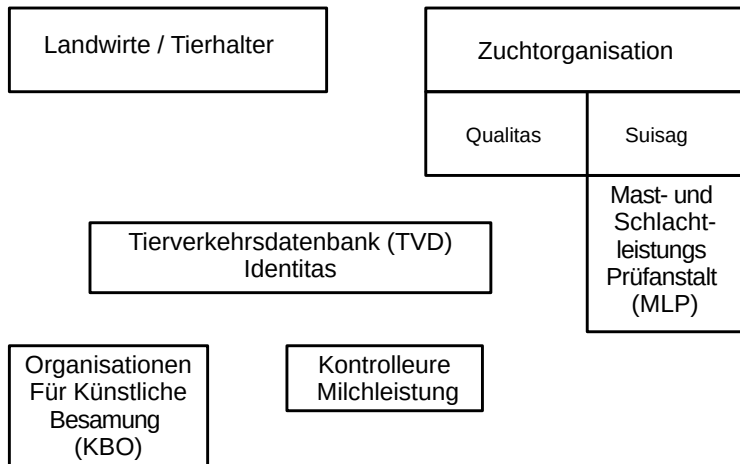 Landwirte / Tierhalter
Zuchtorganisation
Qualitas
Suisag
Mast- und
Schlacht-
leistungs
Prüfanstalt
(MLP)
Tierverkehrsdatenbank (TVD)
Identitas
Organisationen
Für Künstliche
Besamung
(KBO)
Kontrolleure
Milchleistung